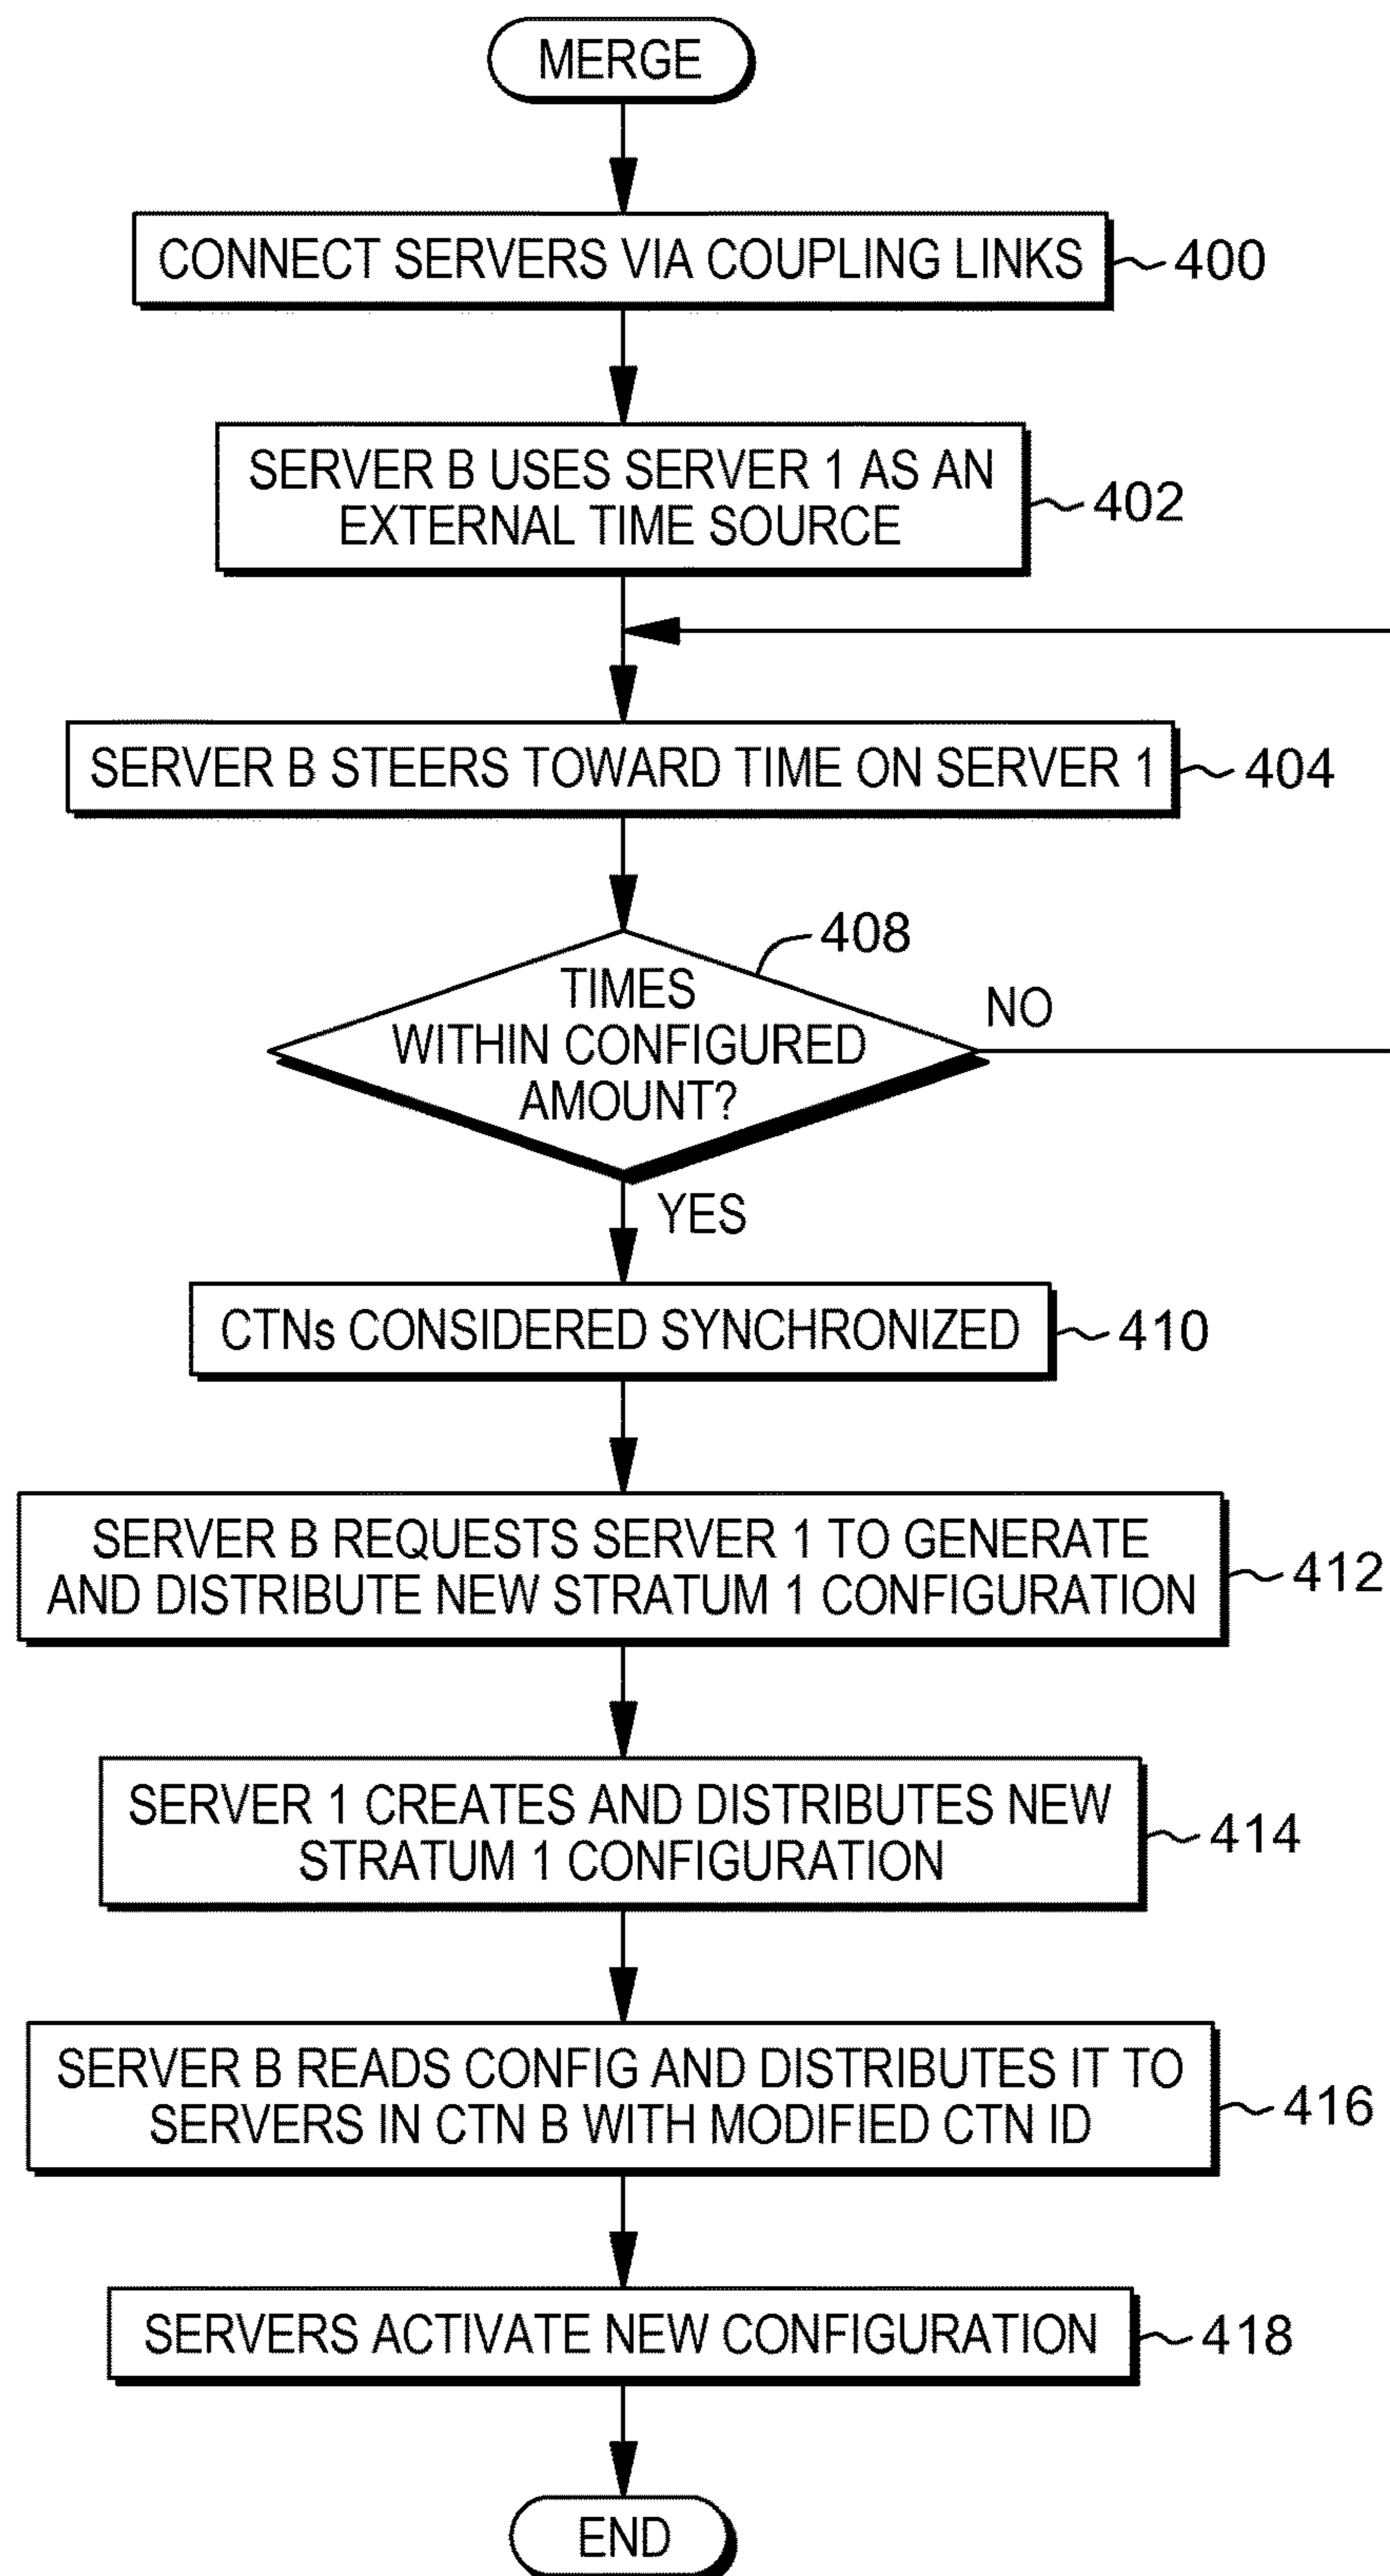 MERGE
CONNECT SERVERS VIA COUPLING LINKS
400
SERVER B USES SERVER 1 AS AN
EXTERNAL TIME SOURCE
402
SERVER B STEERS TOWARD TIME ON SERVER 1
404
408
TIMES
WITHIN CONFIGURED
AMOUNT?
NO
YES
CTNs CONSIDERED SYNCHRONIZED
410
SERVER B REQUESTS SERVER 1 TO GENERATE
AND DISTRIBUTE NEW STRATUM 1 CONFIGURATION
412
SERVER 1 CREATES AND DISTRIBUTES NEW
STRATUM 1 CONFIGURATION
414
SERVER B READS CONFIG AND DISTRIBUTES IT TO
SERVERS IN CTN B WITH MODIFIED CTN ID
416
SERVERS ACTIVATE NEW CONFIGURATION
418
END